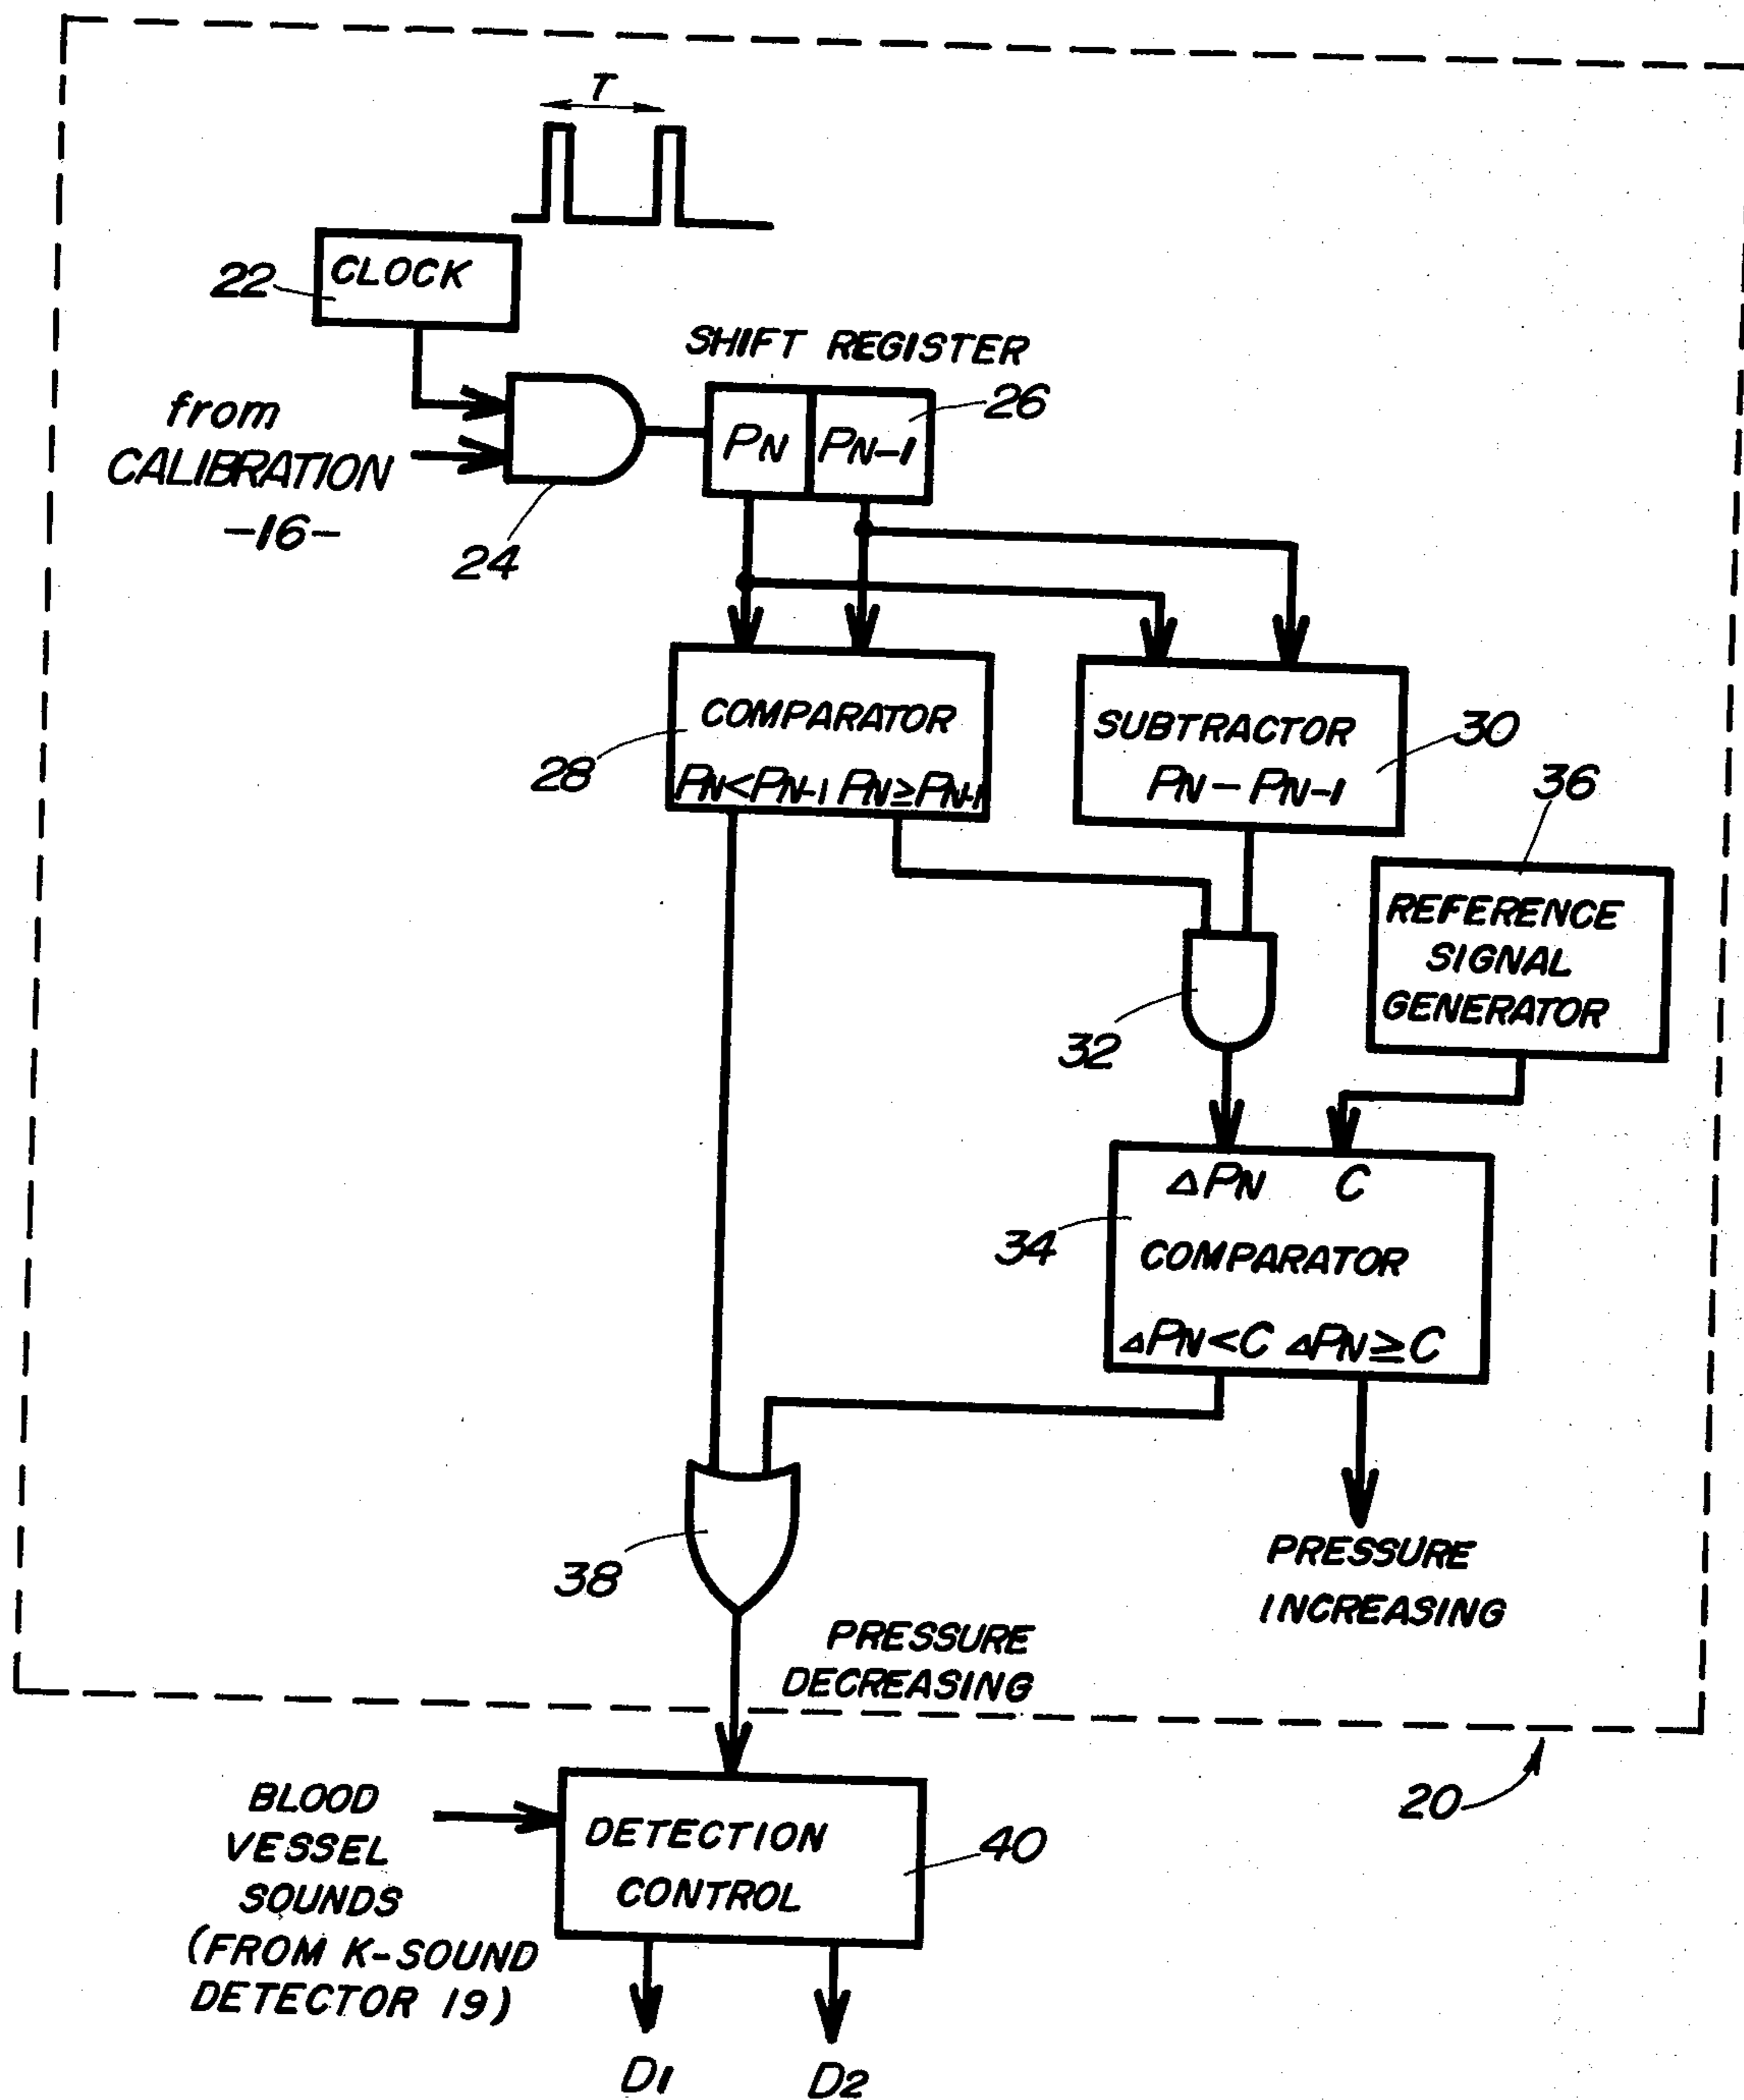 T
22
CLOCK
SHIFT REGISTER
26
from
CALIBRATION
-16-
PN
PN-1
24
COMPARATOR
28
PN<PN-1 PN≥PN-1
SUBTRACTOR
PN-PN-1
30
36
REFERENCE
SIGNAL
GENERATOR
32
ΔPN C
34
COMPARATOR
ΔPN<C ΔPN≥C
38
PRESSURE
INCREASING
PRESSURE
DECREASING
20
BLOOD
VESSEL
SOUNDS
(FROM K-SOUND
DETECTOR 19)
DETECTION
CONTROL
40
D1
D2